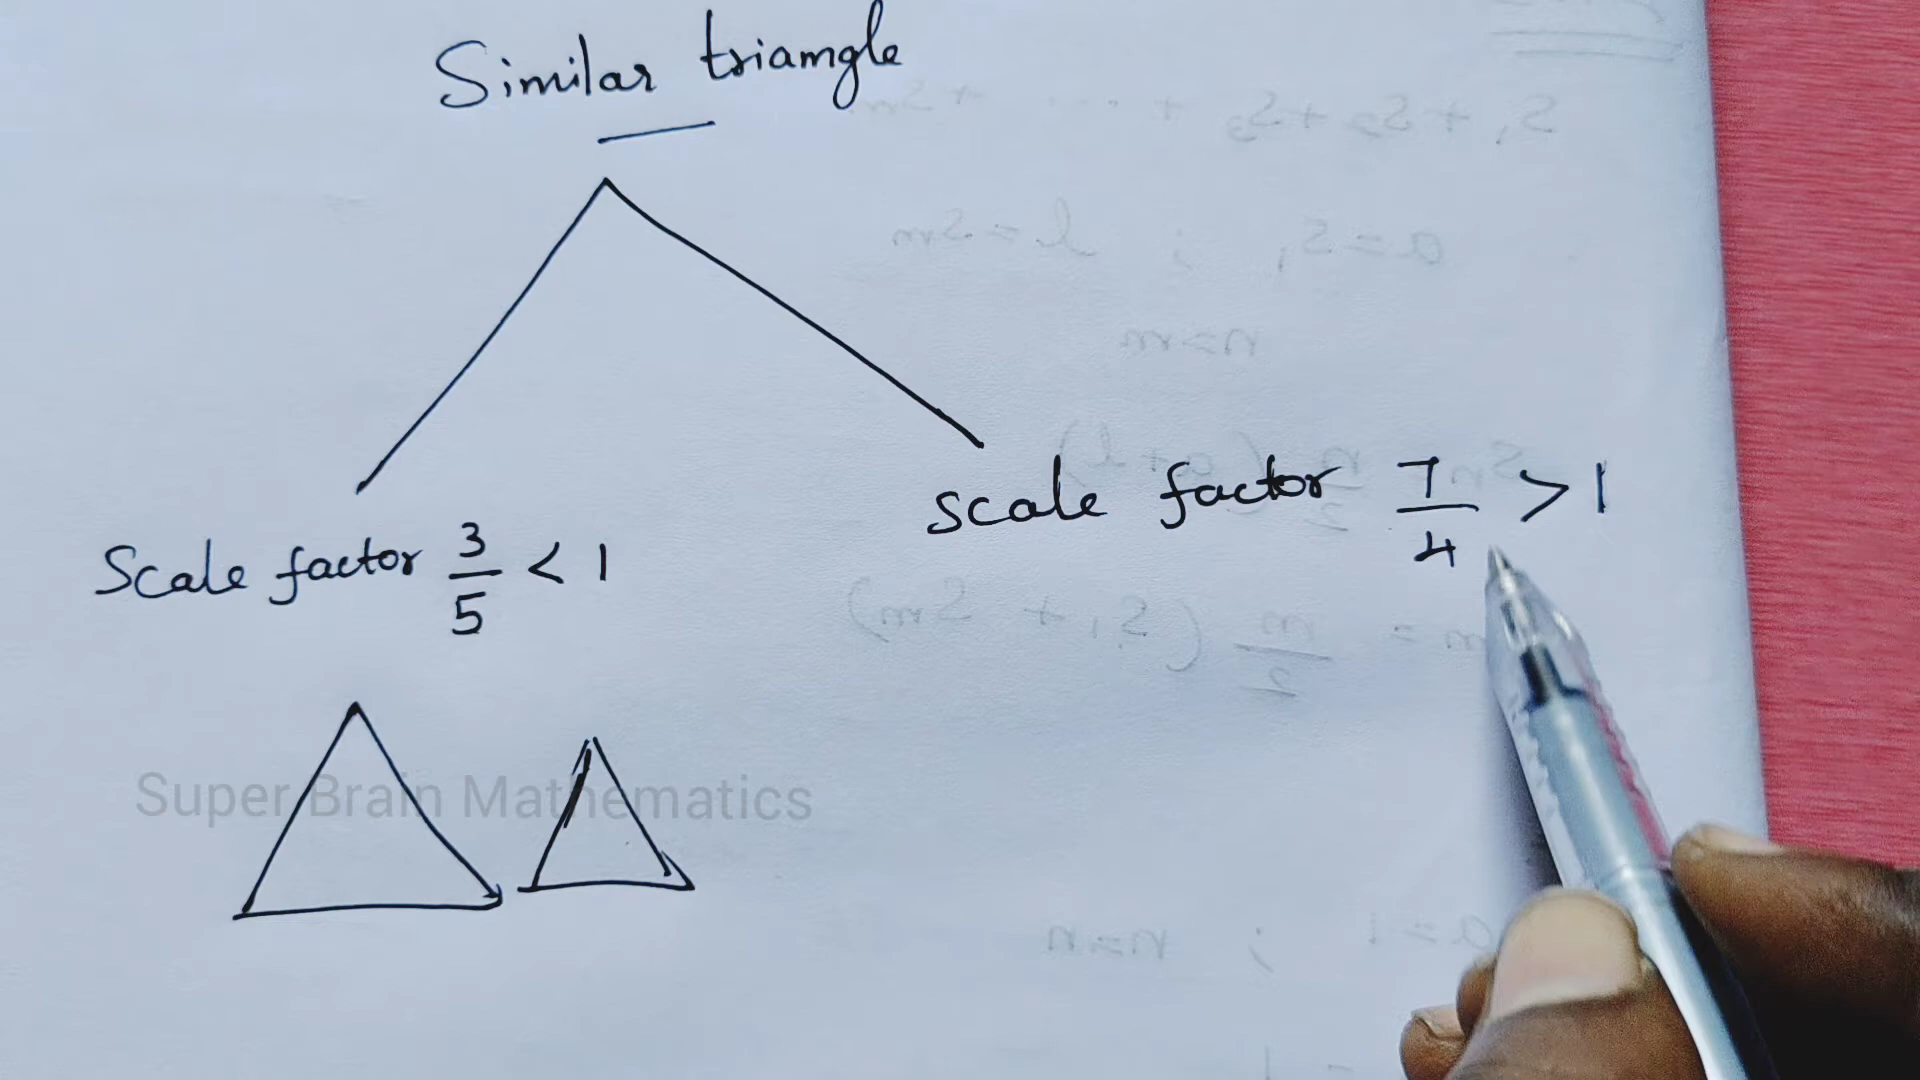 Similar triamgle
Scale factor 3/5 < 1
scale factor 7/4 > 1
Super Brain Mathematics